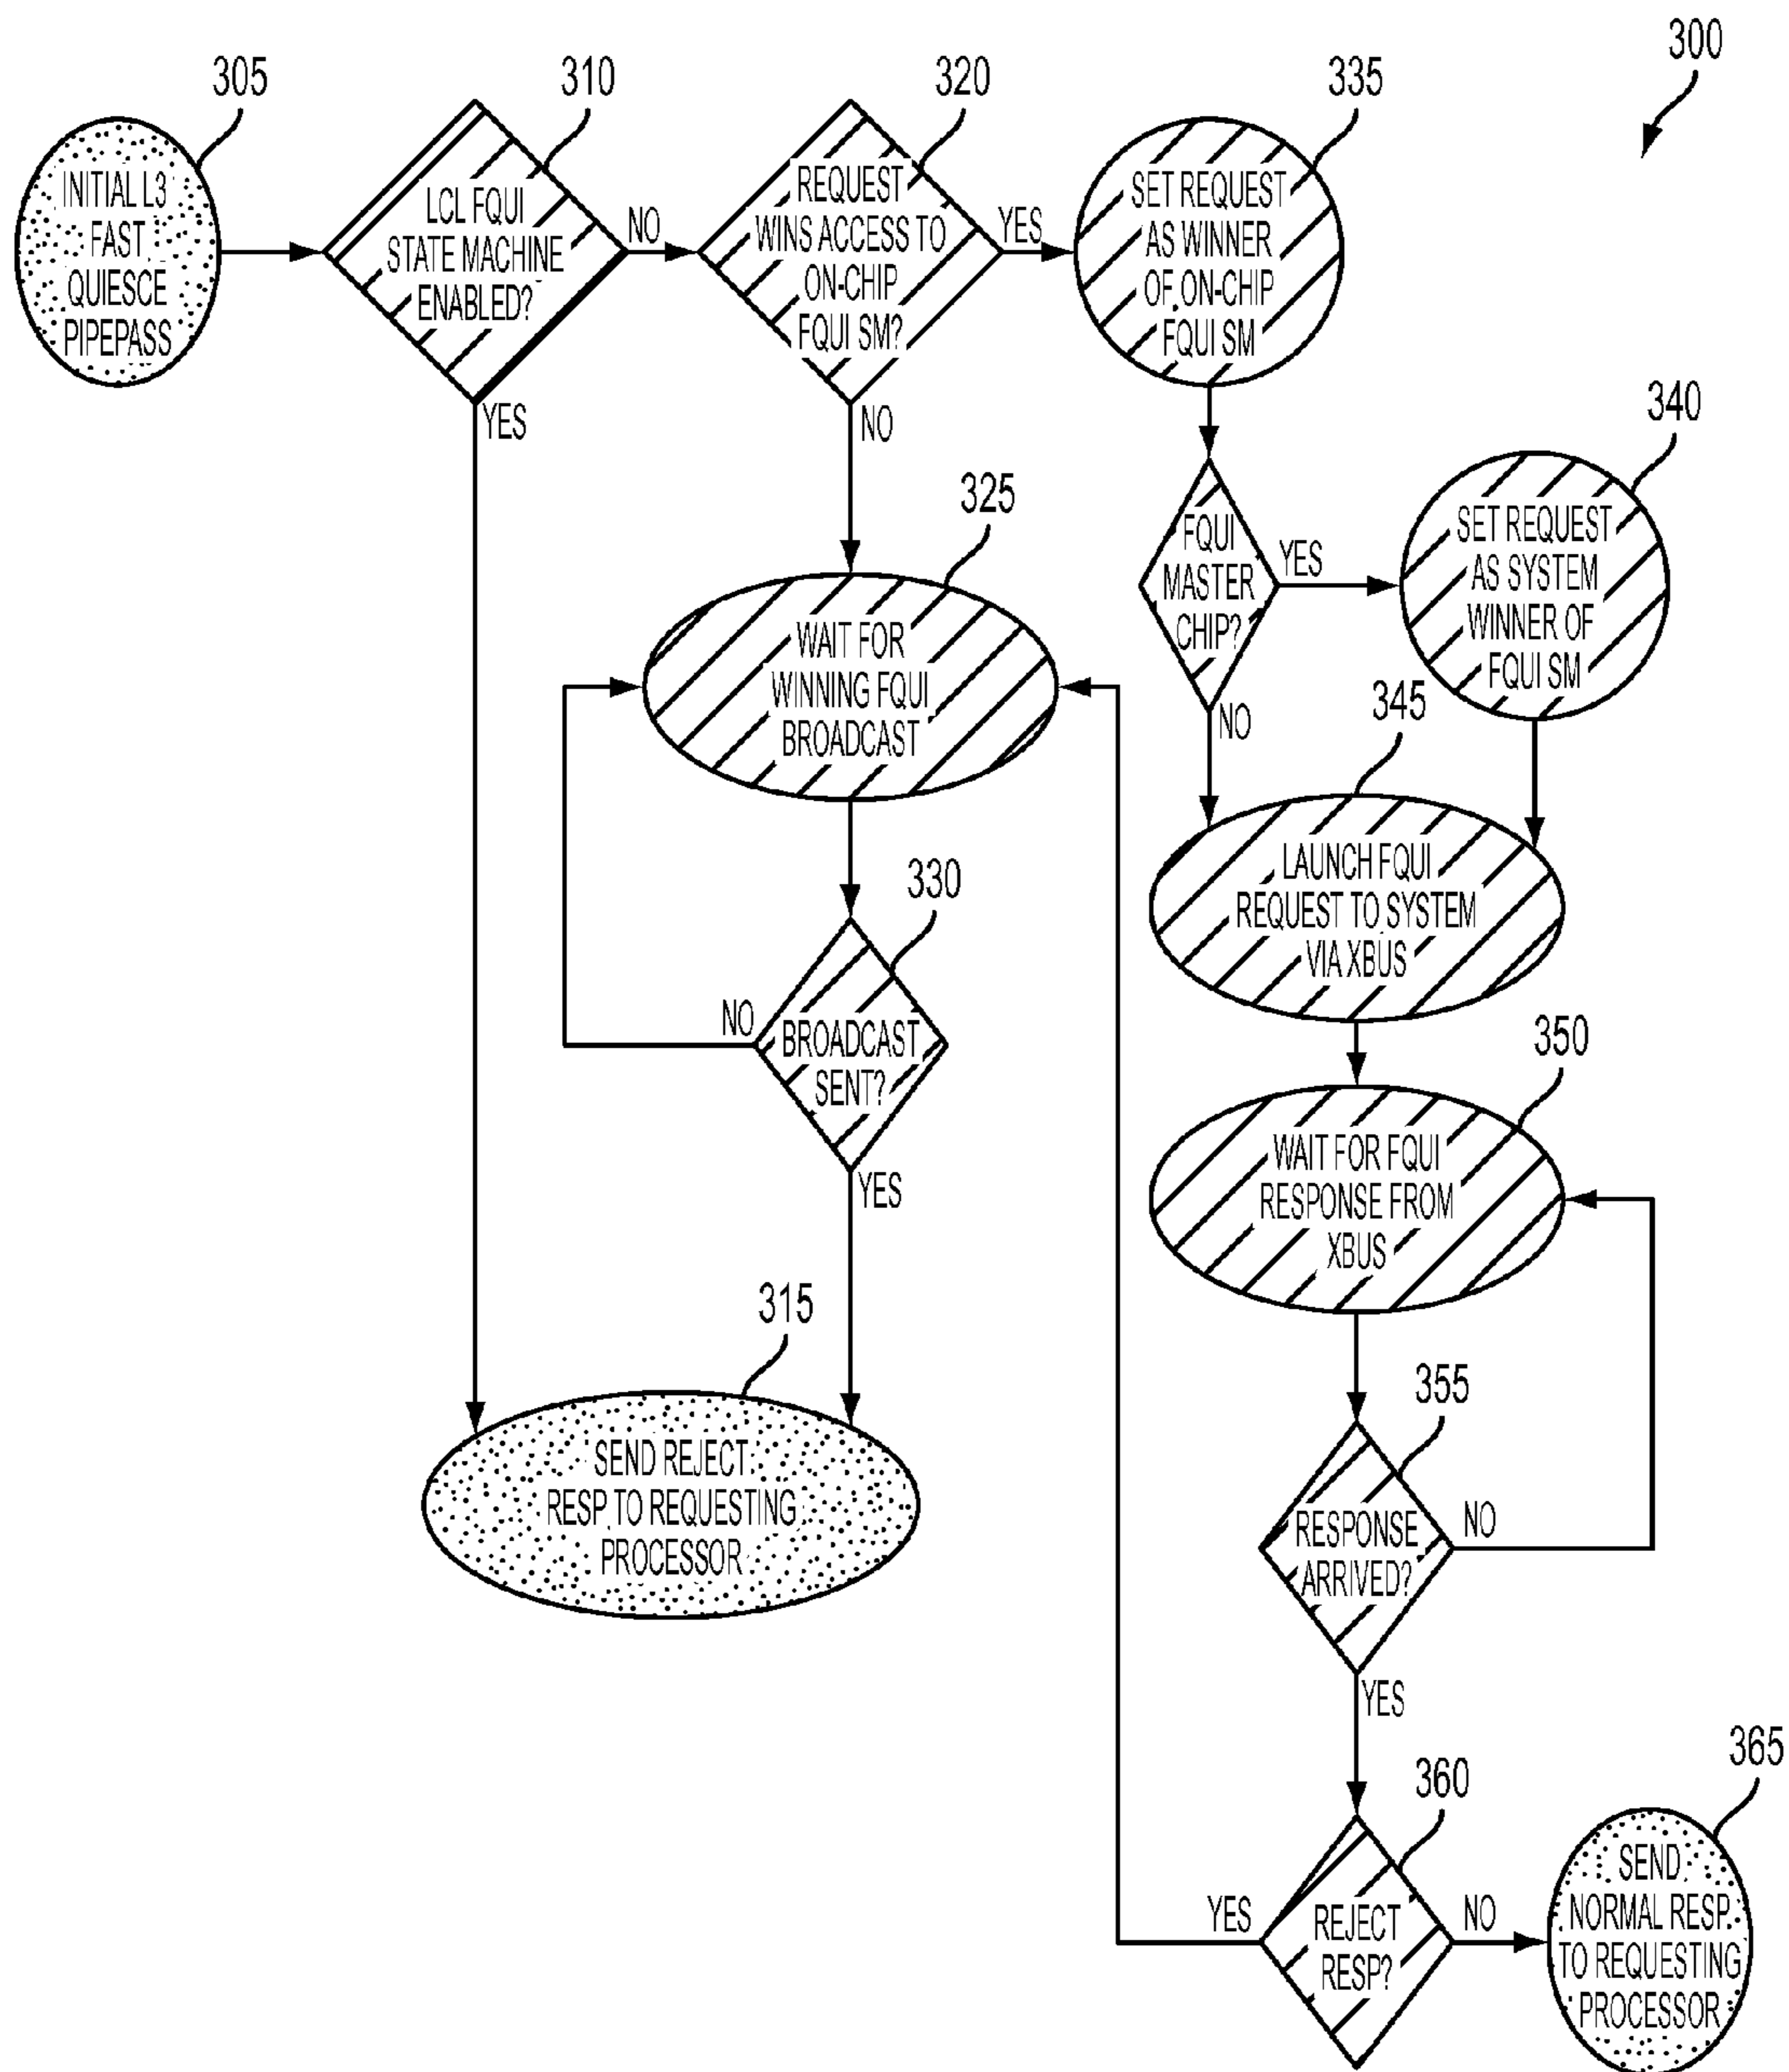 300
305
INITIAL L3
FAST
QUIESCE
PIPEPASS
310
LCL FQUI
STATE MACHINE
ENABLED?
NO
YES
320
REQUEST
WINS ACCESS TO
ON-CHIP
FQUI SM?
YES
NO
335
SET REQUEST
AS WINNER
OF ON-CHIP
FQUI SM
FQUI
MASTER
CHIP?
YES
NO
340
SET REQUEST
AS SYSTEM
WINNER OF
FQUI SM
325
WAIT FOR
WINNING FQUI
BROADCAST
330
BROADCAST
SENT?
NO
YES
315
SEND REJECT
RESP TO REQUESTING
PROCESSOR
345
LAUNCH FQUI
REQUEST TO SYSTEM
VIA XBUS
350
WAIT FOR FQUI
RESPONSE FROM
XBUS
355
RESPONSE
ARRIVED?
NO
YES
360
REJECT
RESP?
YES
NO
365
SEND
NORMAL RESP.
TO REQUESTING
PROCESSOR